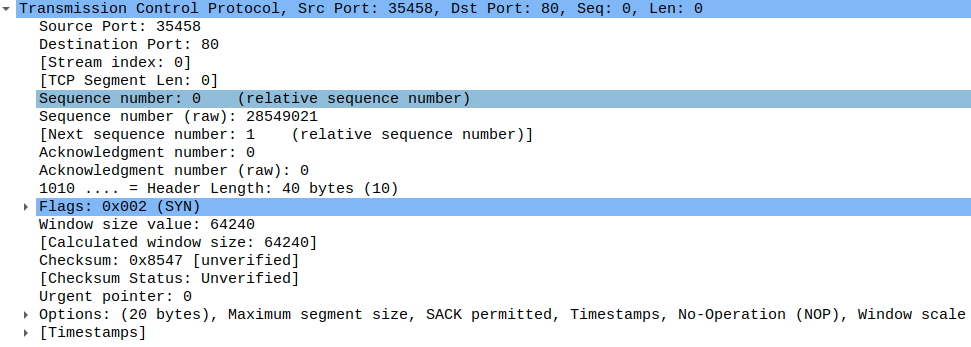 Transmission Control Protocol, Src Port: 35458, Dst Port: 80, Seq: 0, Len: 0
Source Port: 35458
Destination Port: 80
[Stream index: 0]
[TCP Segment Len: 0]
Sequence number: 0    (relative sequence number)
Sequence number (raw): 28549021
[Next sequence number: 1    (relative sequence number)]
Acknowledgment number: 0
Acknowledgment number (raw): 0
1010 .... = Header Length: 40 bytes (10)
Flags: 0x002 (SYN)
Window size value: 64240
[Calculated window size: 64240]
Checksum: 0x8547 [unverified]
[Checksum Status: Unverified]
Urgent pointer: 0
Options: (20 bytes), Maximum segment size, SACK permitted, Timestamps, No-Operation (NOP), Window scale
[Timestamps]